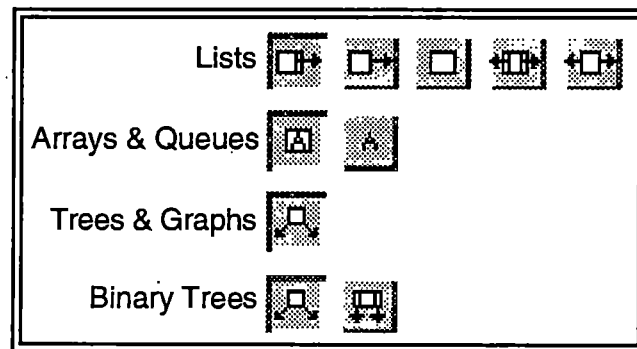 Lists
Arrays & Queues
A A
Trees & Graphs
Binary Trees